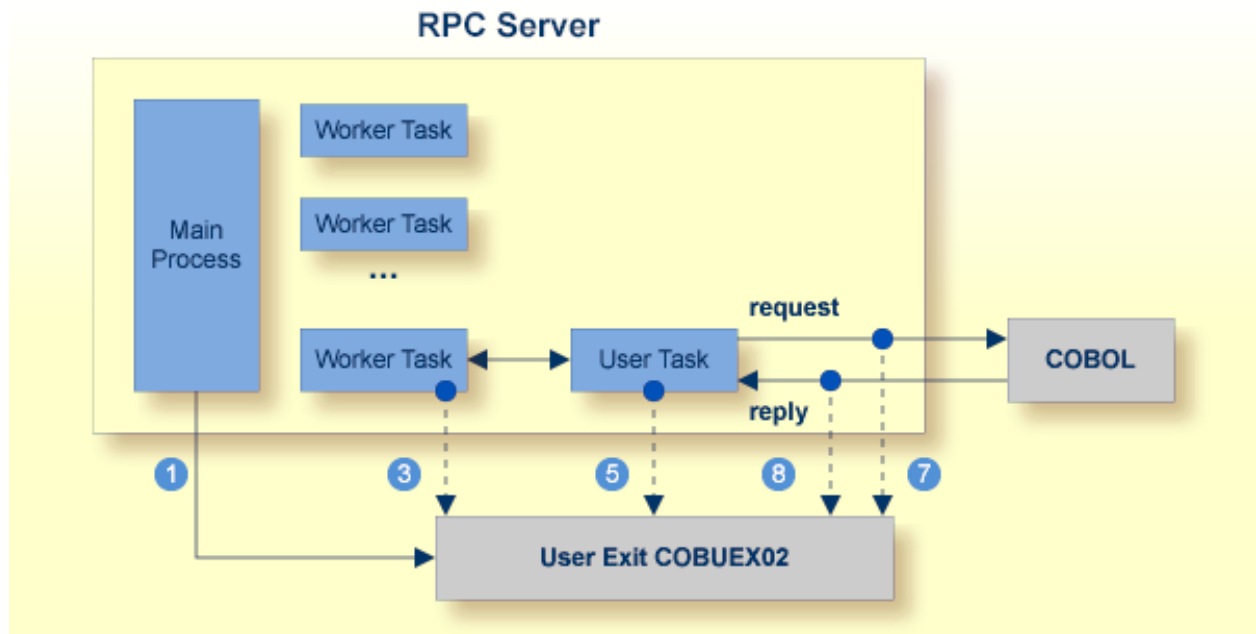 RPC Server
Main
Process
Worker Task
Worker Task
...
Worker Task
User Task
request
reply
COBOL
1
3
5
8
7
User Exit COBUEX02